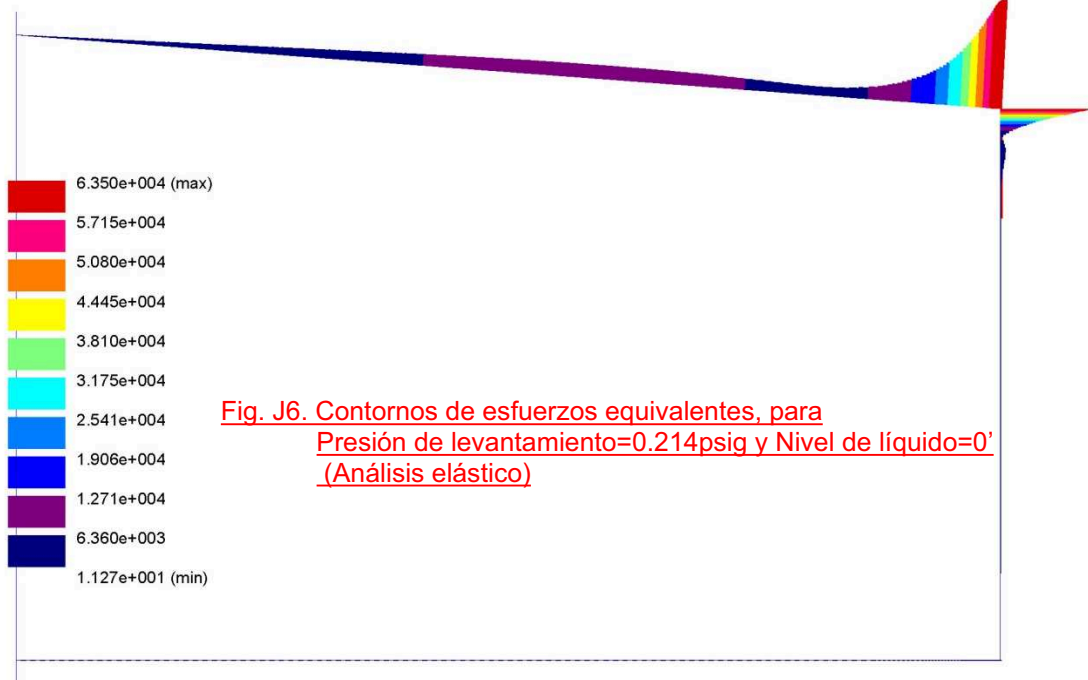 6.350e+004 (max)
5.715e+004
5.080e+004
4.445e+004
3.810e+004
3.175e+004
2.541e+004
1.906e+004
1.271e+004
6.360e+003
1.127e+001 (min)
Fig. J6. Contornos de esfuerzos equivalentes, para
Presión de levantamiento=0.214psig y Nivel de líquido=0’
(Análisis elástico)